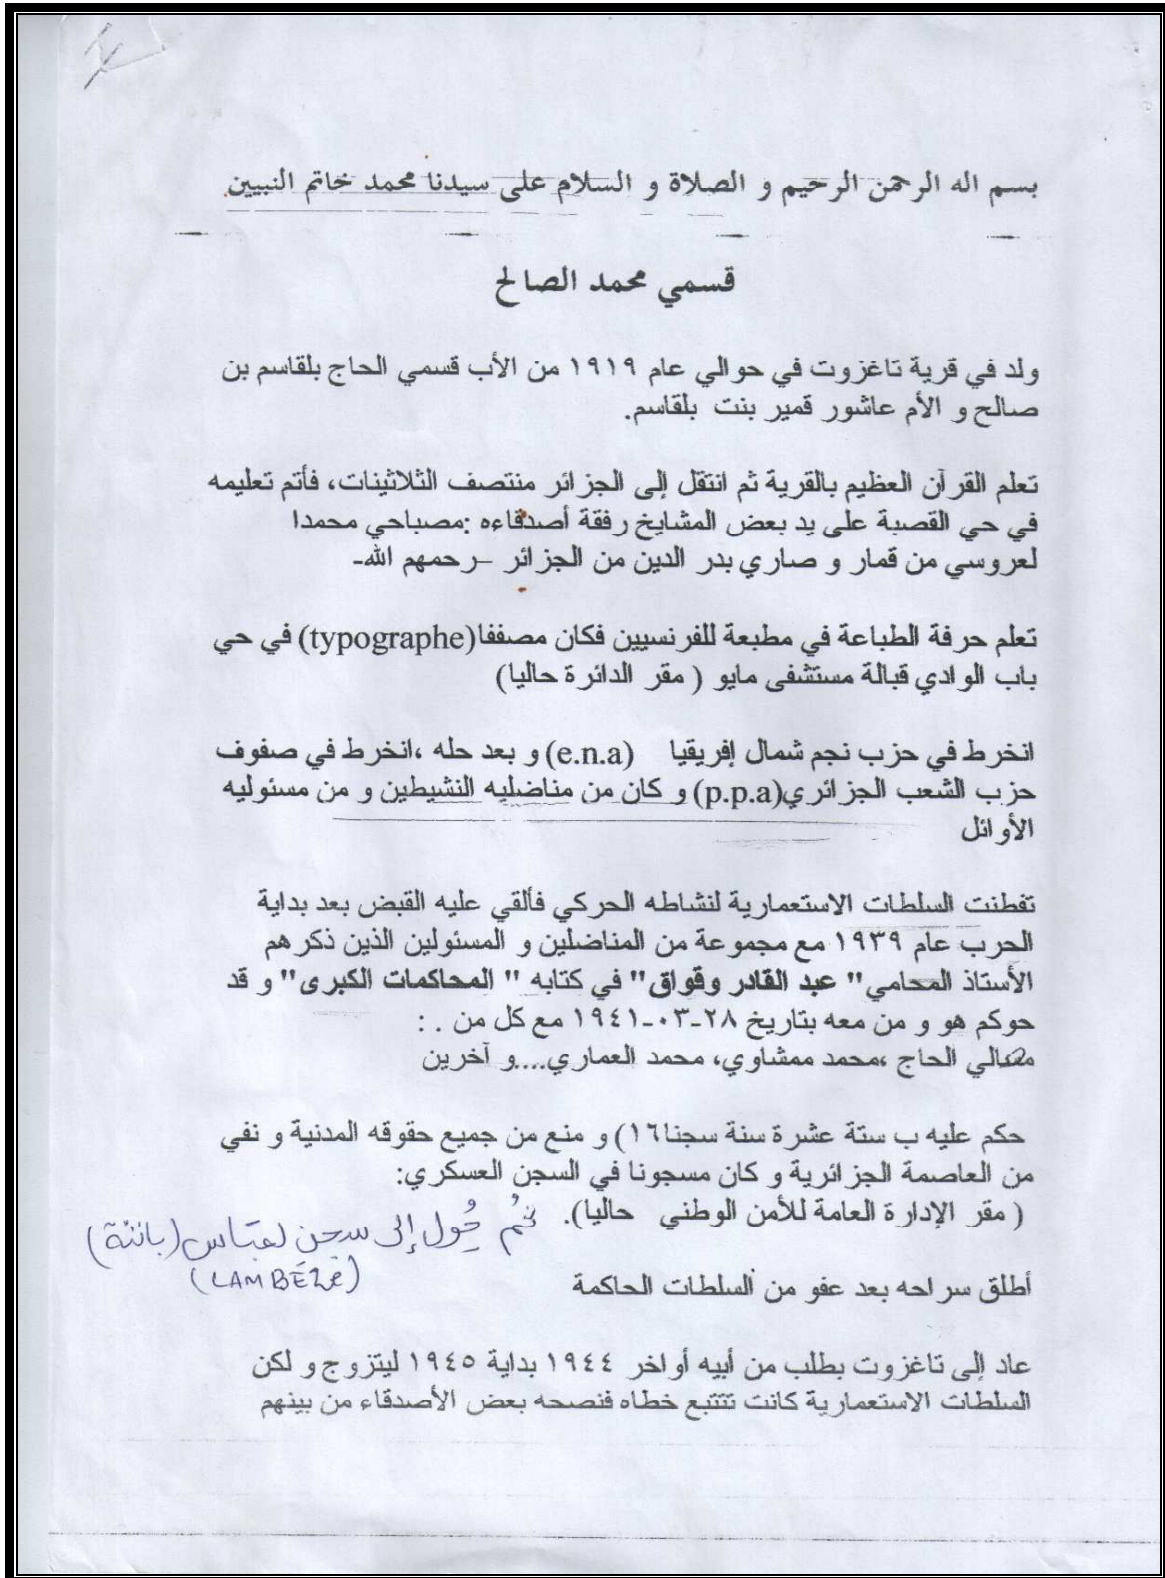 بسم اله الرحمن الرحيم و الصلاة و السلام على سيدنا محمد خاتم النبيين
قسمي محمد الصالح
ولد في قرية تاغزوت في حوالي عام ١٩١٩ من الأب قسمي الحاج بلقاسم بن
صالح و الأم عاشور قمير بنت بلقاسم.
تعلم القرآن العظيم بالقرية ثم انتقل إلى الجزائر منتصف الثلاثينات، فأتم تعليمه
في حي القصبة على يد بعض المشايخ رفقة أصدقاءه :مصباحي محمدا
لعروسي من قمار و صاري بدر الدين من الجزائر –رحمهم الله-
تعلم حرفة الطباعة في مطبعة للفرنسيين فكان مصففا(typographe) في حي
باب الوادي قبالة مستشفى مايو ( مقر الدائرة حاليا)
انخرط في حزب نجم شمال إفريقيا (e.n.a) و بعد حله ،انخرط في صفوف
حزب الشعب الجزائري(p.p.a) و كان من مناضليه النشيطين و من مسئوليه
الأوائل
تفطنت السلطات الاستعمارية لنشاطه الحركي فألقي عليه القبض بعد بداية
الحرب عام ١٩٣٩ مع مجموعة من المناضلين و المسئولين الذين ذكرهم
الأستاذ المحامي" عبد القادر وقواق" في كتابه " المحاكمات الكبرى" و قد
حوكم هو و من معه بتاريخ ٢٨-٠٣-١٩٤١ مع كل من . :
مصالي الحاج ،محمد ممشاوي، محمد العماري....و آخرين
حكم عليه ب ستة عشرة سنة سجنا١٦) و منع من جميع حقوقه المدنية و نفي
من العاصمة الجزائرية و كان مسجونا في السجن العسكري:
( مقر الإدارة العامة للأمن الوطني حاليا). ثُم حُول إلى سجن لمباس (باتنة)
(LAMBÉZe)
أطلق سراحه بعد عفو من السلطات الحاكمة
عاد إلى تاغزوت بطلب من أبيه أواخر ١٩٤٤ بداية ١٩٤٥ ليتزوج و لكن
السلطات الاستعمارية كانت تتتبع خطاه فنصحه بعض الأصدقاء من بينهم